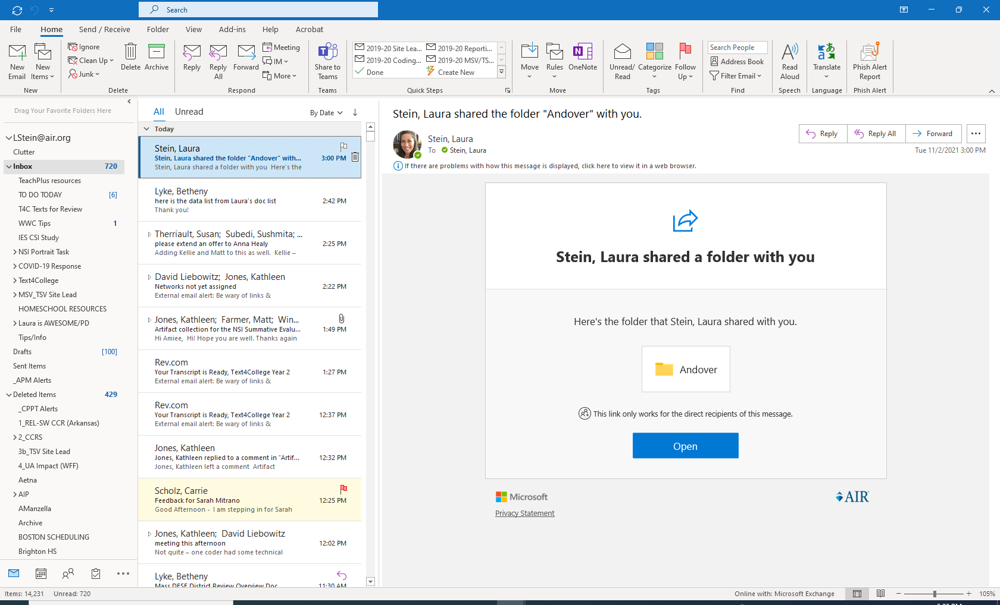 Search
File Home Send / Receive Folder View Add-ins Help Acrobat
New Email
New Items
New
Ignore
Clean Up
Junk
Delete
Archive
Delete
Reply
Reply All
Forward
Meeting
IM
More
Respond
Share to Teams
Teams
2019-20 Site Lea...
2019-20 Reporti...
2019-20 Coding...
2019-20 MSV/TS...
Done
Create New
Quick Steps
Move
Rules
OneNote
Move
Unread/ Read
Categorize
Follow Up
Tags
Search People
Address Book
Filter Email
Find
Read Aloud
Speech
Translate
Language
Phish Alert Report
Phish Alert
Drag Your Favorite Folders Here
LStein@air.org
Clutter
Inbox 720
TeachPlus resources
TO DO TODAY [6]
T4C Texts for Review
WWC Tips 1
IES CSI Study
NSI Portrait Task
COVID-19 Response
Text4College
MSV_TSV Site Lead
HOMESCHOOL RESOURCES
Laura is AWESOME/PD
Tips/Info
Drafts [100]
Sent Items
_APM Alerts
Deleted Items 429
_CPPT Alerts
1_REL-SW CCR (Arkansas)
2_CCRS
3b_TSV Site Lead
4_UA Impact (WFF)
Aetna
AIP
AManzella
Archive
BOSTON SCHEDULING
Brighton HS
All Unread By Date
Today
Stein, Laura
Stein, Laura shared the folder "Andover" with... 3:00 PM
Stein, Laura shared a folder with you Here's the
Lyke, Betheny
here is the data list from Laura's doc list 2:42 PM
Thank you!
Therriault, Susan; Subedi, Sushmita; ...
please extend an offer to Anna Healy 2:25 PM
Adding Kellie and Matt to this as well. Kellie –
David Liebowitz; Jones, Kathleen
Networks not yet assigned 2:22 PM
External email alert: Be wary of links &
Jones, Kathleen; Farmer, Matt; Win...
Artifact collection for the NSI Summative Evalu... 1:49 PM
Hi Amiee, Hi! Hope you are well. Thanks again
Rev.com
Your Transcript is Ready, Text4College Year 2 1:27 PM
External email alert: Be wary of links &
Rev.com
Your Transcript is Ready, Text4College Year 2 12:37 PM
External email alert: Be wary of links &
Jones, Kathleen
Jones, Kathleen replied to a comment in "Artif... 12:32 PM
Jones, Kathleen left a comment Artifact
Scholz, Carrie
Feedback for Sarah Mitrano 12:25 PM
Good Afternoon - I am stepping in for Sarah
Jones, Kathleen; David Liebowitz
meeting this afternoon 12:02 PM
Not quite – one coder had some technical
Lyke, Betheny
Mass DESE District Review Overview Doc 11:30 AM
Stein, Laura shared the folder "Andover" with you.
Stein, Laura
To Stein, Laura
Reply Reply All Forward
Tue 11/2/2021 3:00 PM
If there are problems with how this message is displayed, click here to view it in a web browser.
Stein, Laura shared a folder with you
Here's the folder that Stein, Laura shared with you.
Andover
This link only works for the direct recipients of this message.
Open
Microsoft
AIR
Privacy Statement
Items: 14,231 Unread: 720
Online with: Microsoft Exchange
105%